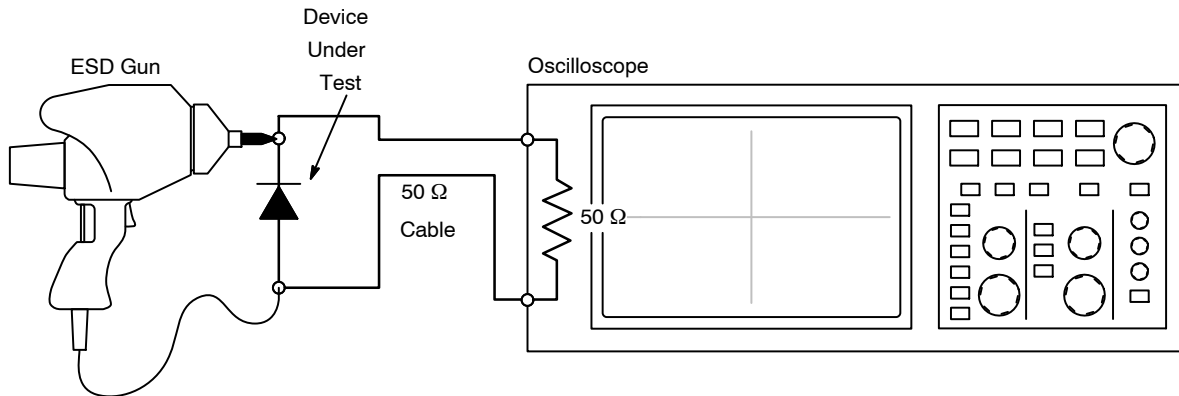 Device
Under
Test
ESD Gun
Oscilloscope
50 Ω
Cable
50 Ω